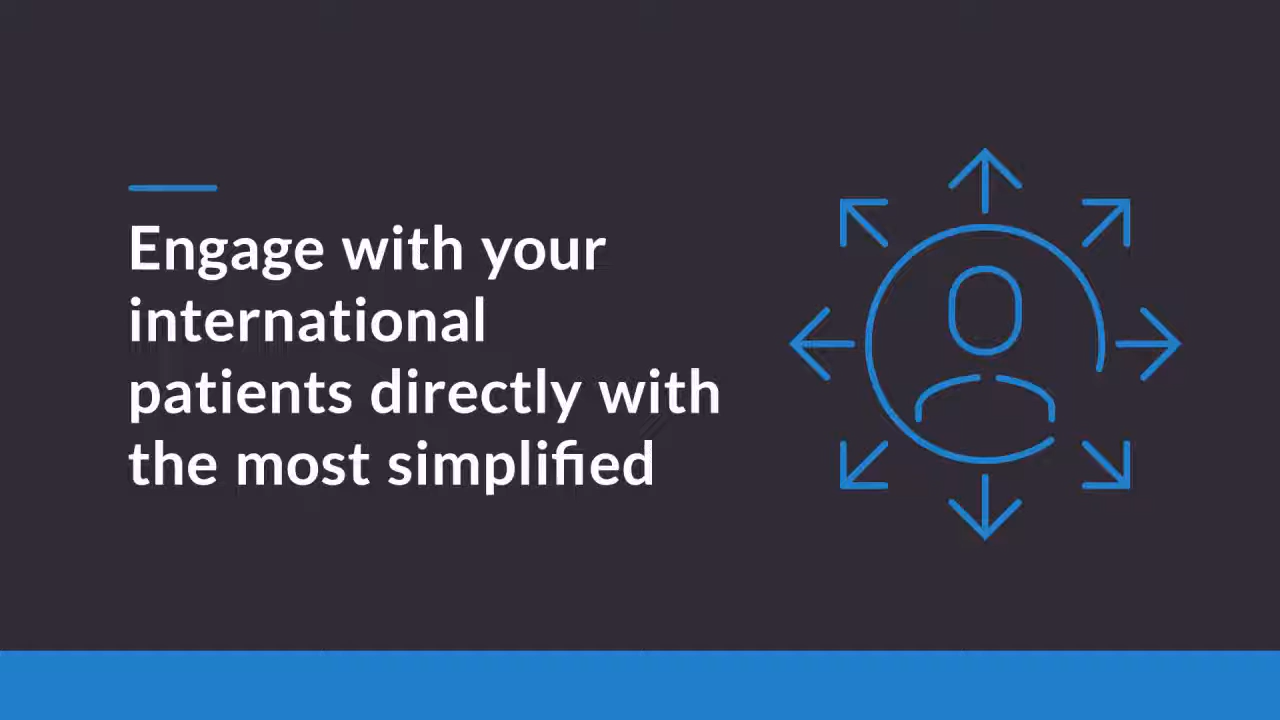 Engage with your
international
patients directly with
the most simplified